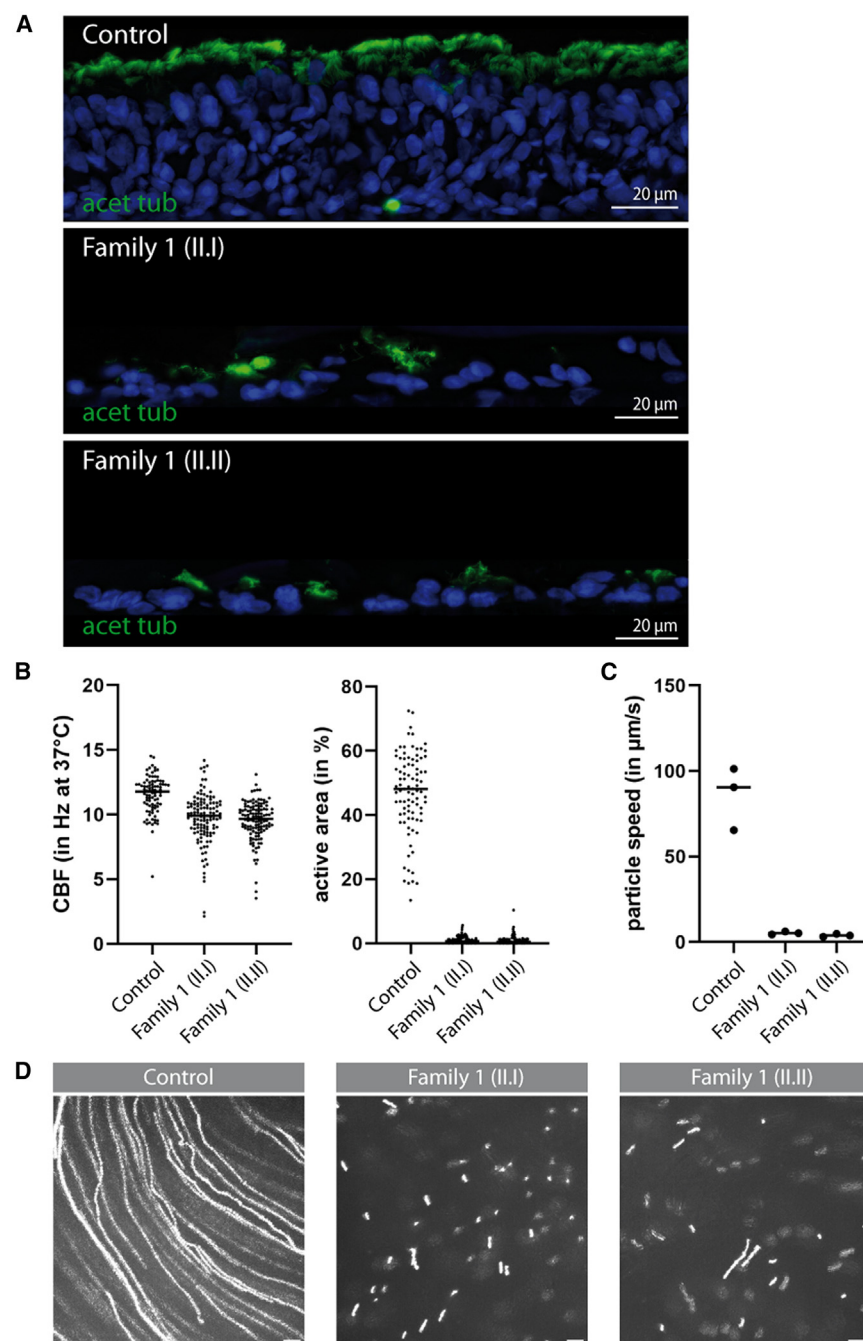 A
Control
acet tub
20 µm
Family 1 (II.I)
acet tub
20 µm
Family 1 (II.II)
acet tub
20 µm
B
CBF (in Hz at 37°C)
20
15
10
5
0
Control
Family 1 (II.I)
Family 1 (II.II)
active area (in %)
80
60
40
20
0
Control
Family 1 (II.I)
Family 1 (II.II)
C
particle speed (in µm/s)
150
100
50
0
Control
Family 1 (II.I)
Family 1 (II.II)
D
Control
Family 1 (II.I)
Family 1 (II.II)